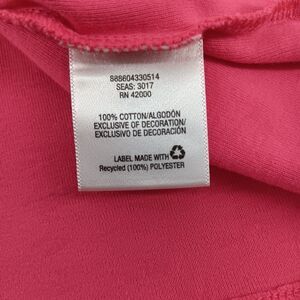 S88604330514
SEAS: 3017
RN 42000
100% COTTON/ALGODÓN
EXCLUSIVE OF DECORATION/
EXCLUSIVO DE DECORACIÓN
LABEL MADE WITH
Recycled (100%) POLYESTER